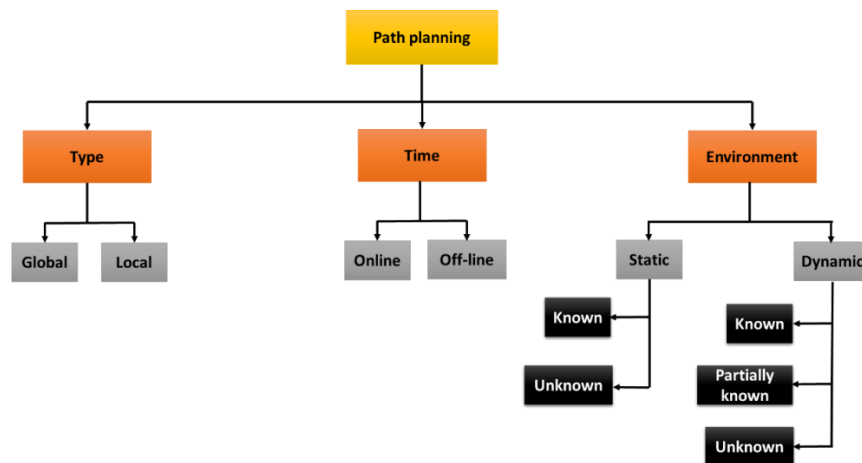 Path planning
Type
Time
Environment
Global
Local
Online
Off-line
Static
Dynamic
Known
Unknown
Known
Partially
known
Unknown